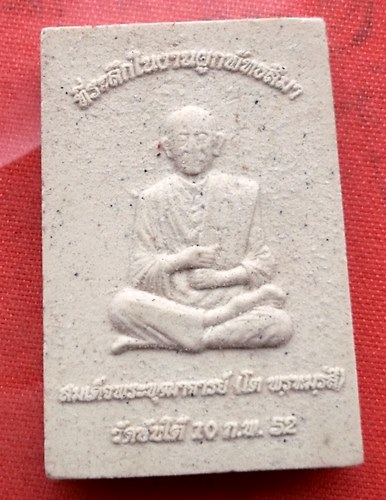 ที่ระลึกในงานผูกพัทธสีมา
สมเด็จพระพุฒาจารย์ (โต พรหมรังสี)
10 ก.พ. 52